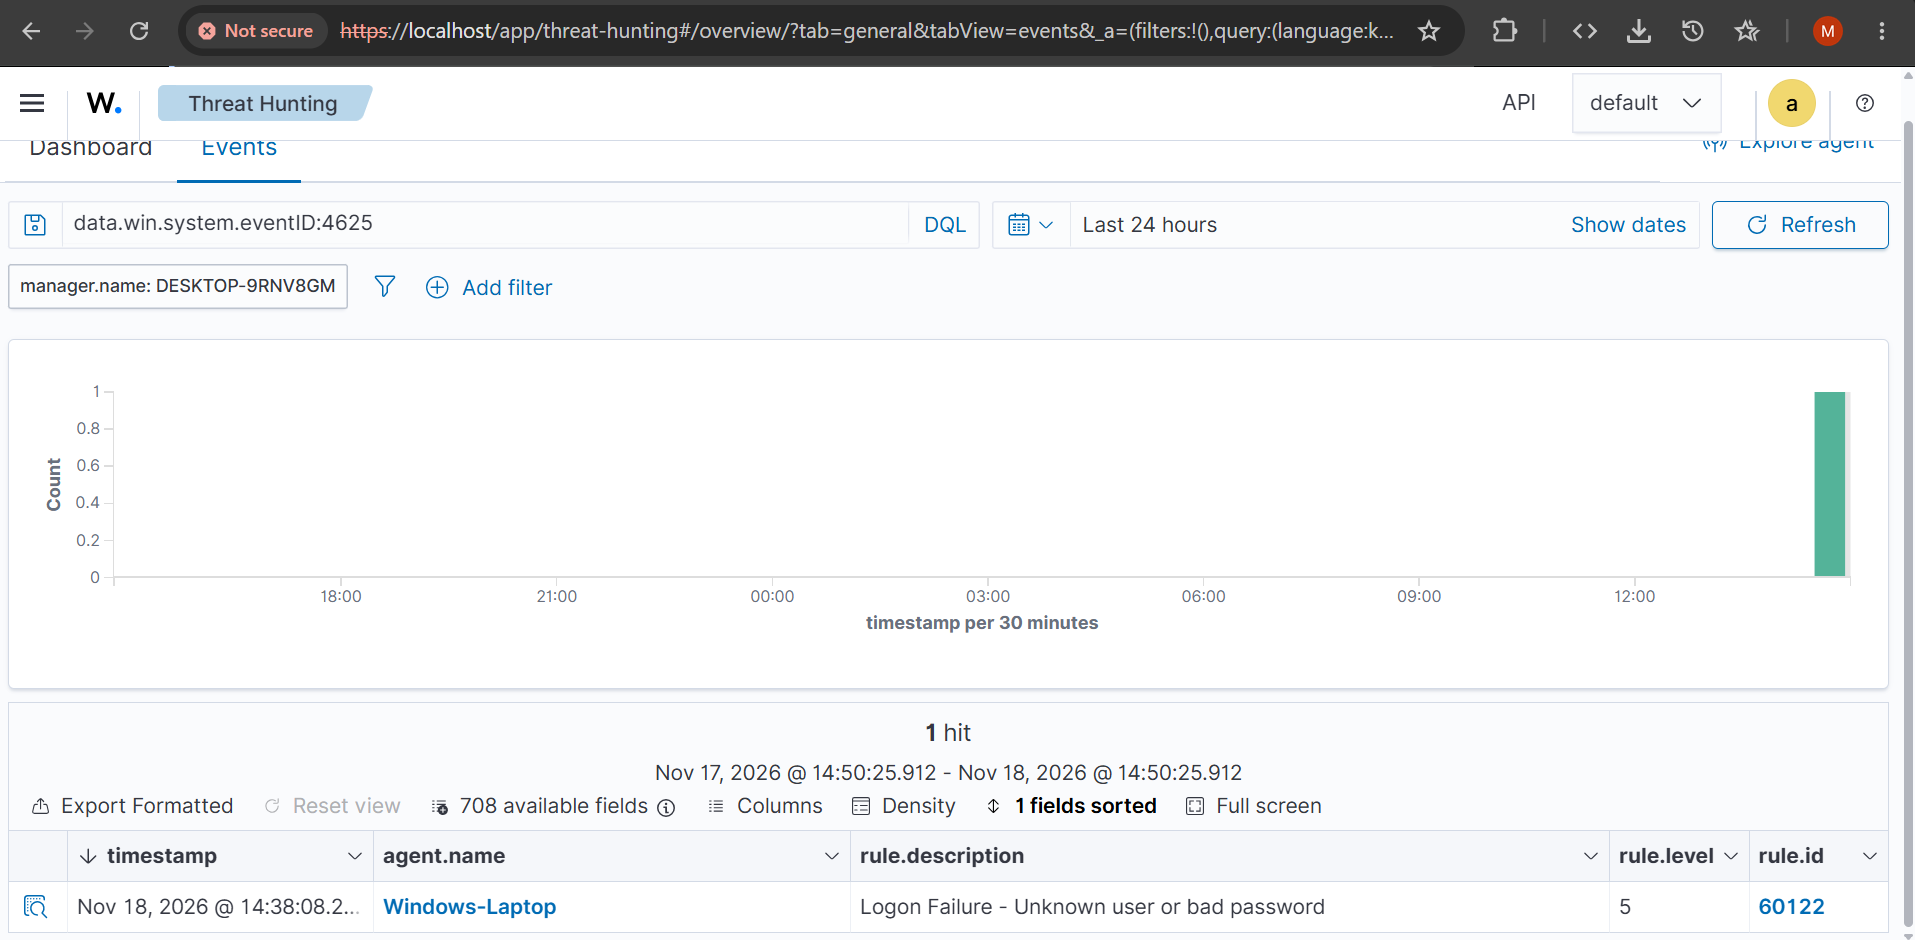 Not secure https://localhost/app/threat-hunting#/overview/?tab=general&tabView=events&_a=(filters:!(),query:(language:k... M
W. Threat Hunting API default a
Dashboard Events Explore agent
data.win.system.eventID:4625 DQL Last 24 hours Show dates Refresh
manager.name: DESKTOP-9RNV8GM Add filter
1
0.8
0.6
0.4
0.2
0
Count
18:00 21:00 00:00 03:00 06:00 09:00 12:00
timestamp per 30 minutes
1 hit
Nov 17, 2026 @ 14:50:25.912 - Nov 18, 2026 @ 14:50:25.912
Export Formatted Reset view 708 available fields Columns Density 1 fields sorted Full screen
timestamp agent.name rule.description rule.level rule.id
Nov 18, 2026 @ 14:38:08.2... Windows-Laptop Logon Failure - Unknown user or bad password 5 60122